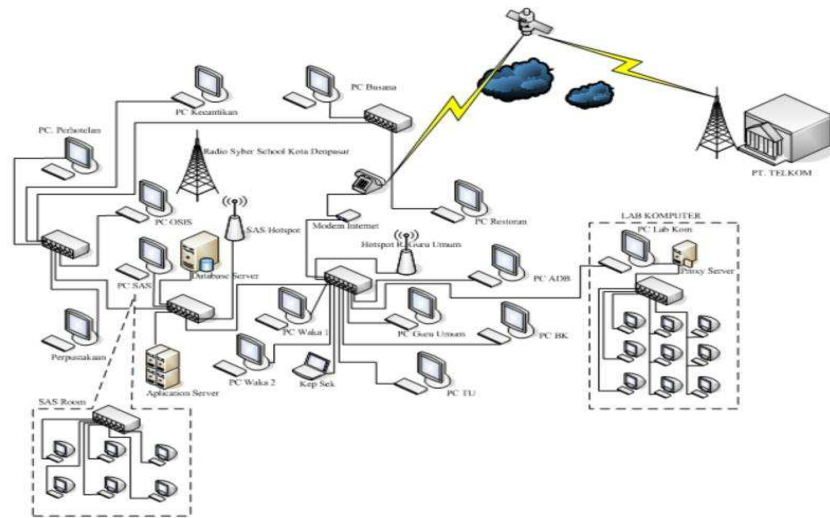 PC Busana
PC Kecantikan
PC. Perhotelan
Radio Syber School Kota Denpasar
PT. TELKOM
PC OSIS
SAS Hotspot
Modem Internet
PC Restoran
LAB KOMPUTER
PC Lab Kom
Hotspot R. Guru Umum
Database Server
PC SAS
PC ADB
Proxy Server
PC Waka 1
PC Guru Umum
PC BK
Perpustakaan
Aplication Server
PC Waka 2
Kep Sek
PC TU
SAS Room